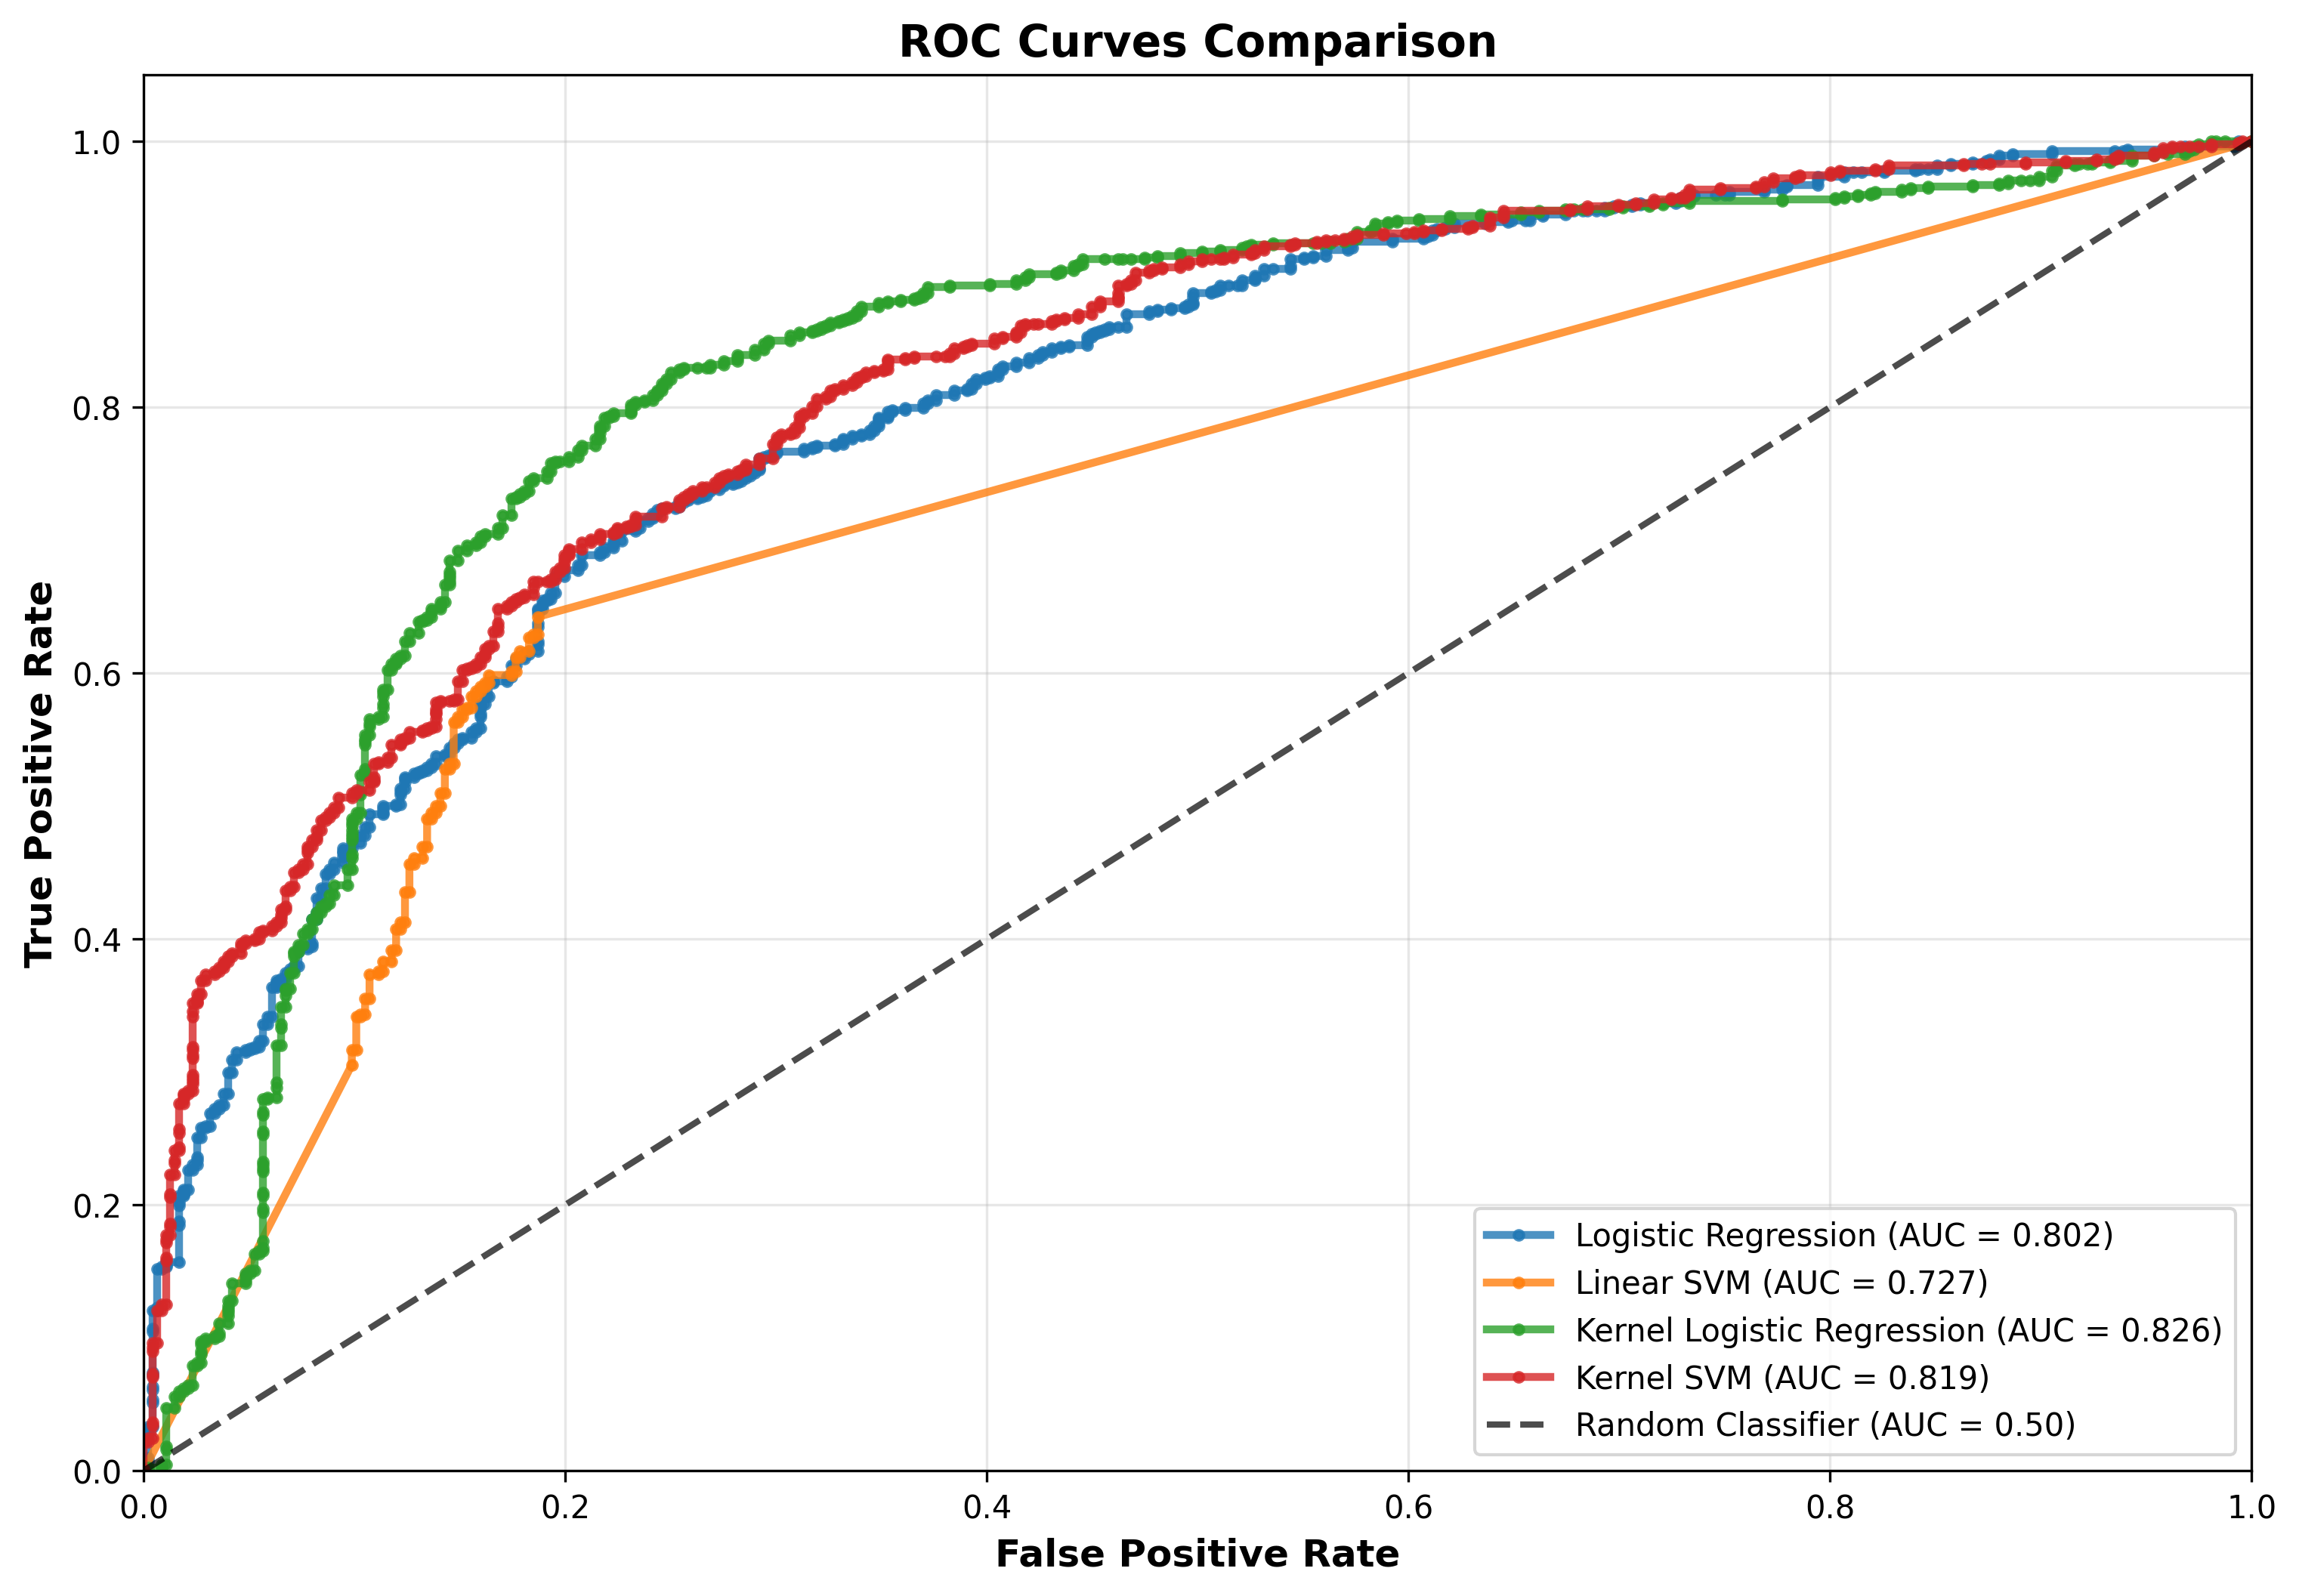 ROC Curves Comparison
True Positive Rate
1.0
0.8
0.6
0.4
0.2
0.0
0.0 0.2 0.4 0.6 0.8 1.0
False Positive Rate
Logistic Regression (AUC = 0.802)
Linear SVM (AUC = 0.727)
Kernel Logistic Regression (AUC = 0.826)
Kernel SVM (AUC = 0.819)
Random Classifier (AUC = 0.50)